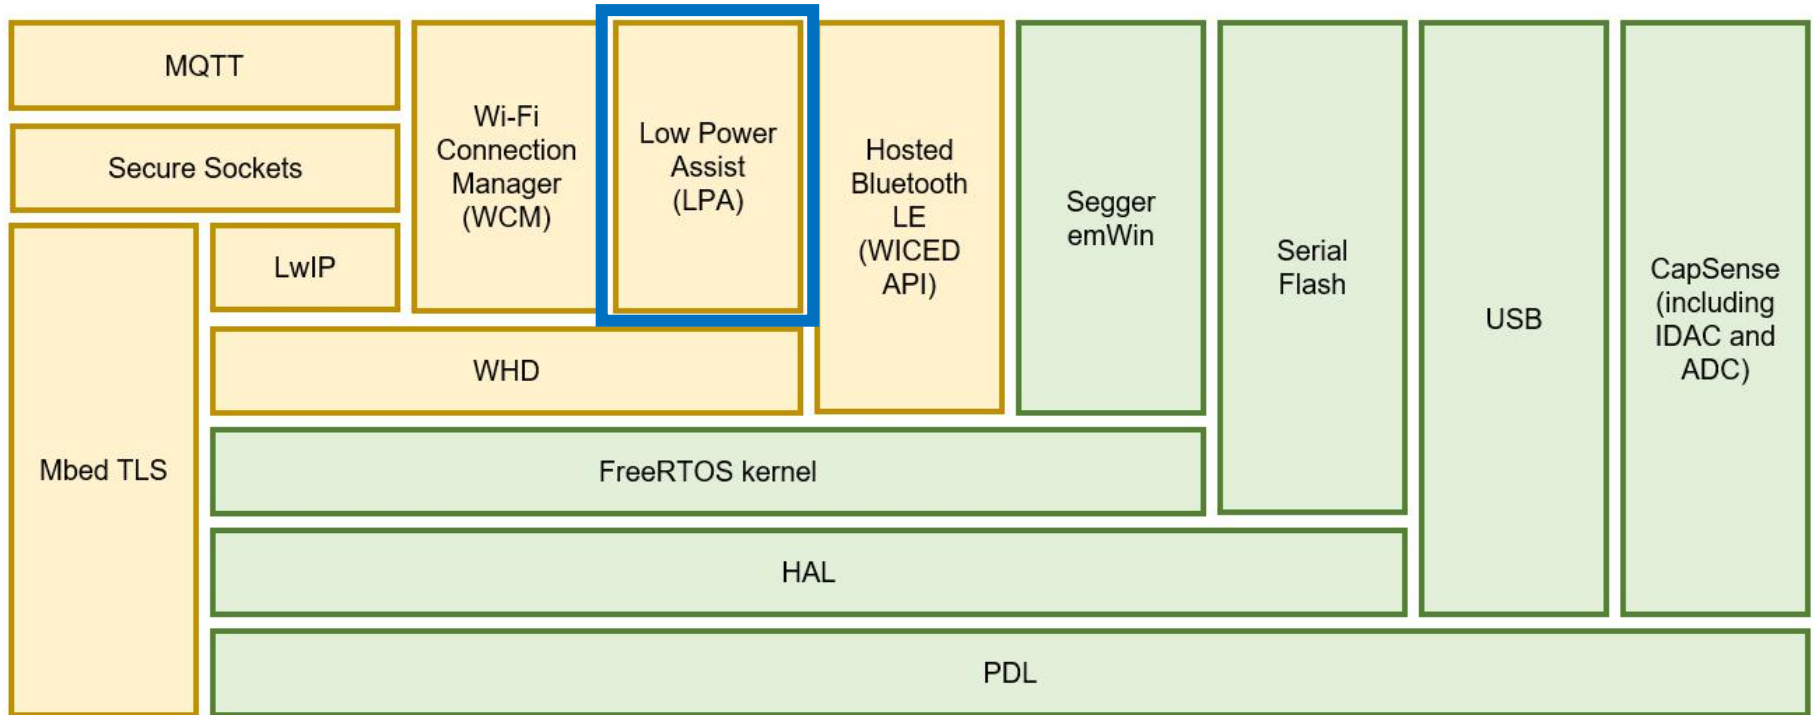 MQTT
Secure Sockets
LwIP
Wi-Fi
Connection
Manager
(WCM)
Low Power
Assist
(LPA)
Hosted
Bluetooth
LE
(WICED
API)
Segger
emWin
Serial
Flash
USB
CapSense
(including
IDAC and
ADC)
WHD
Mbed TLS
FreeRTOS kernel
HAL
PDL